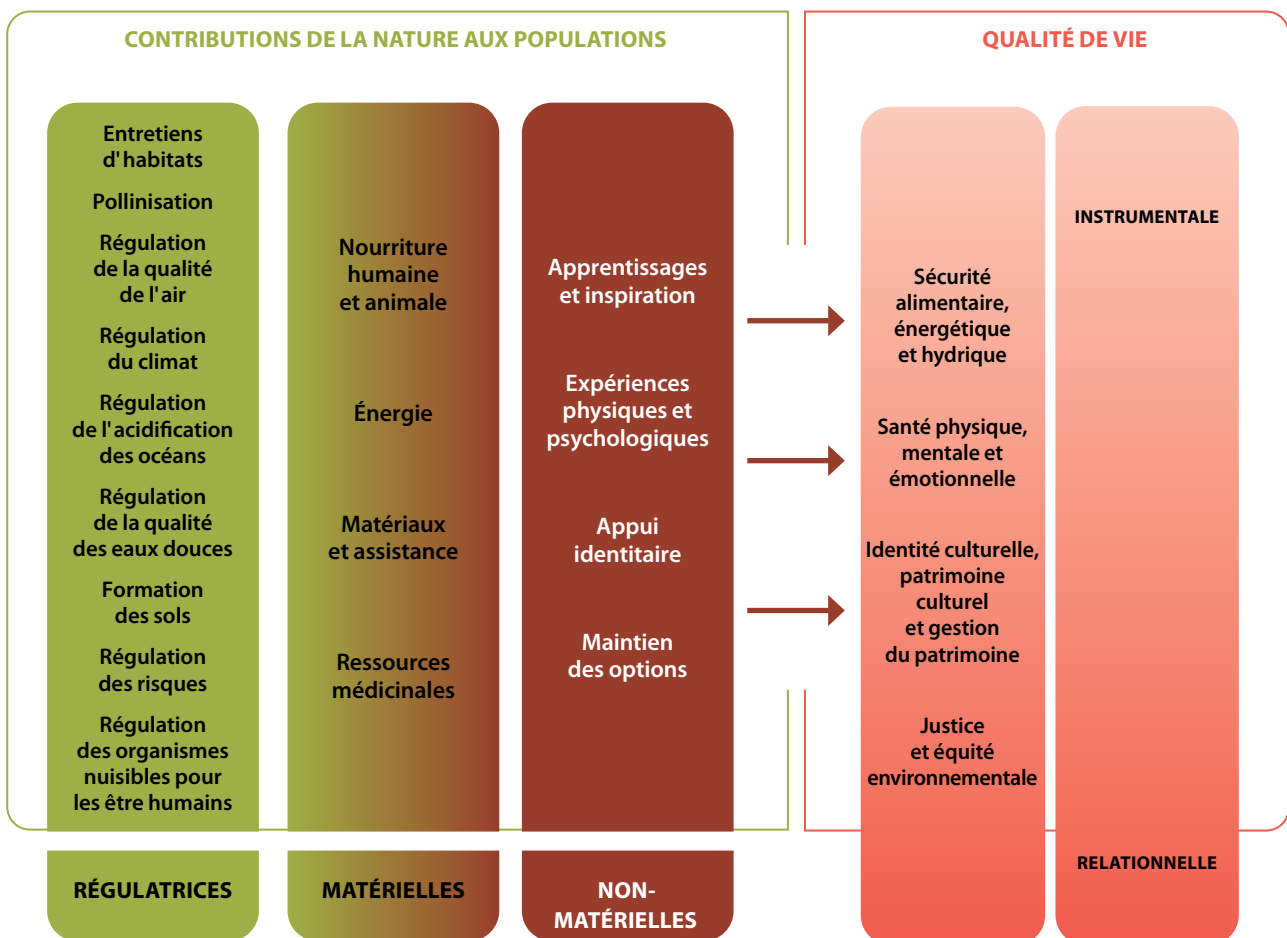 CONTRIBUTIONS DE LA NATURE AUX POPULATIONS
Entretiens
d'habitats
Pollinisation
Régulation
de la qualité
de l'air
Régulation
du climat
Régulation
de l'acidification
des océans
Régulation
de la qualité
des eaux douces
Formation
des sols
Régulation
des risques
Régulation
des organismes
nuisibles pour
les être humains
RÉGULATRICES
Nourriture
humaine
et animale
Énergie
Matériaux
et assistance
Ressources
médicinales
MATÉRIELLES
Apprentissages
et inspiration
Expériences
physiques et
psychologiques
Appui
identitaire
Maintien
des options
NON-
MATÉRIELLES
QUALITÉ DE VIE
Sécurité
alimentaire,
énergétique
et hydrique
Santé physique,
mentale et
émotionnelle
Identité culturelle,
patrimoine
culturel
et gestion
du patrimoine
Justice
et équité
environnementale
INSTRUMENTALE
RELATIONNELLE